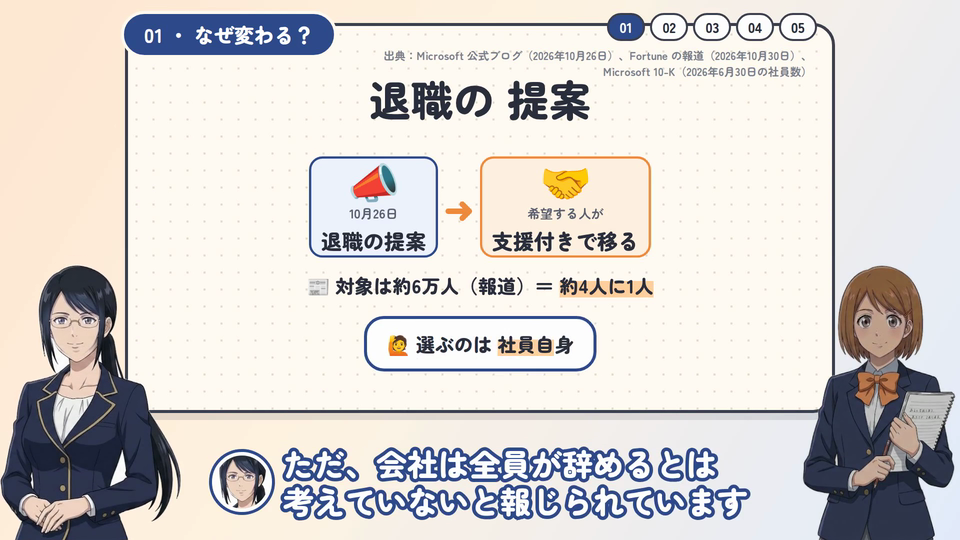 01・なぜ変わる？
01 02 03 04 05
出典：Microsoft 公式ブログ（2026年10月26日）、Fortune の報道（2026年10月30日）、
Microsoft 10-K（2026年6月30日の社員数）
退職の 提案
10月26日
退職の提案
希望する人が
支援付きで移る
対象は約6万人（報道）＝ 約4人に1人
選ぶのは 社員自身
ただ、会社は全員が辞めるとは
考えていないと報じられています